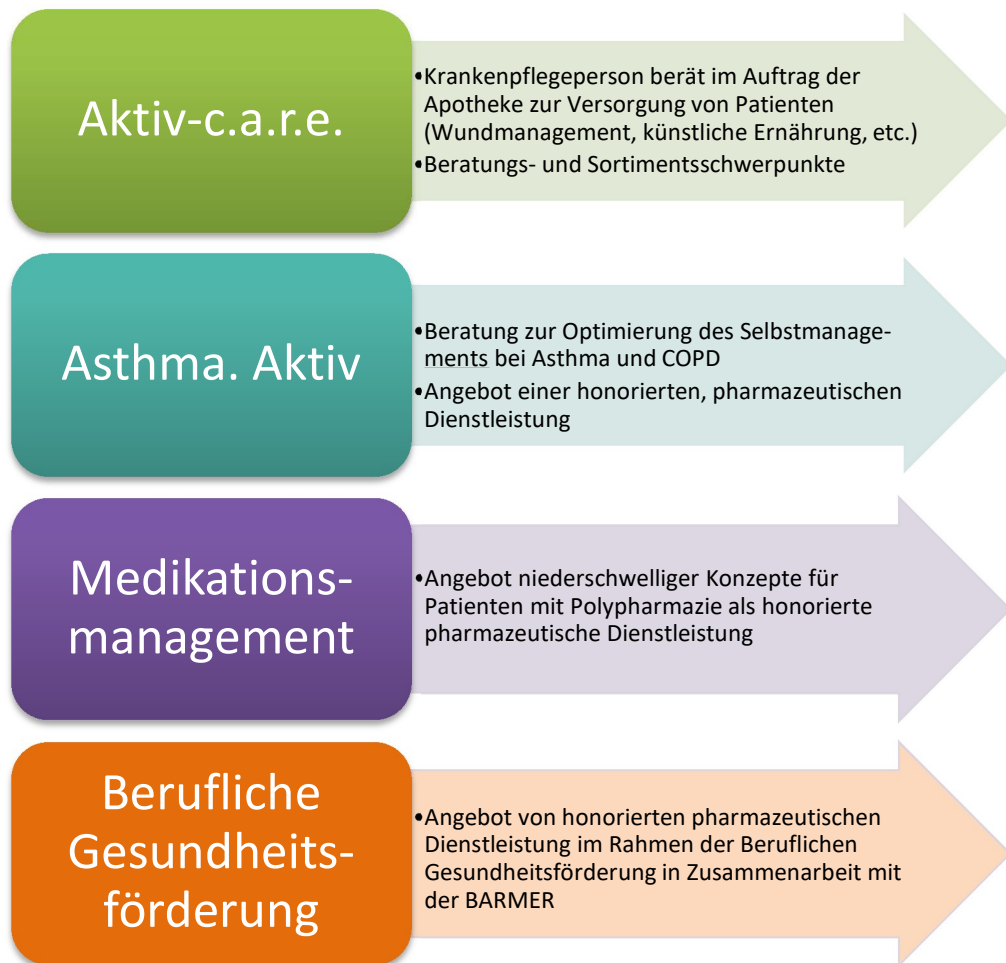 Aktiv-c.a.r.e.
•Krankenpflegeperson berät im Auftrag der
Apotheke zur Versorgung von Patienten
(Wundmanagement, künstliche Ernährung, etc.)
•Beratungs- und Sortimentsschwerpunkte
Asthma. Aktiv
•Beratung zur Optimierung des Selbstmanage-
ments bei Asthma und COPD
•Angebot einer honorierten, pharmazeutischen
Dienstleistung
Medikations-
management
•Angebot niederschwelliger Konzepte für
Patienten mit Polypharmazie als honorierte
pharmazeutische Dienstleistung
Berufliche
Gesundheits-
förderung
•Angebot von honorierten pharmazeutischen
Dienstleistung im Rahmen der Beruflichen
Gesundheitsförderung in Zusammenarbeit mit
der BARMER